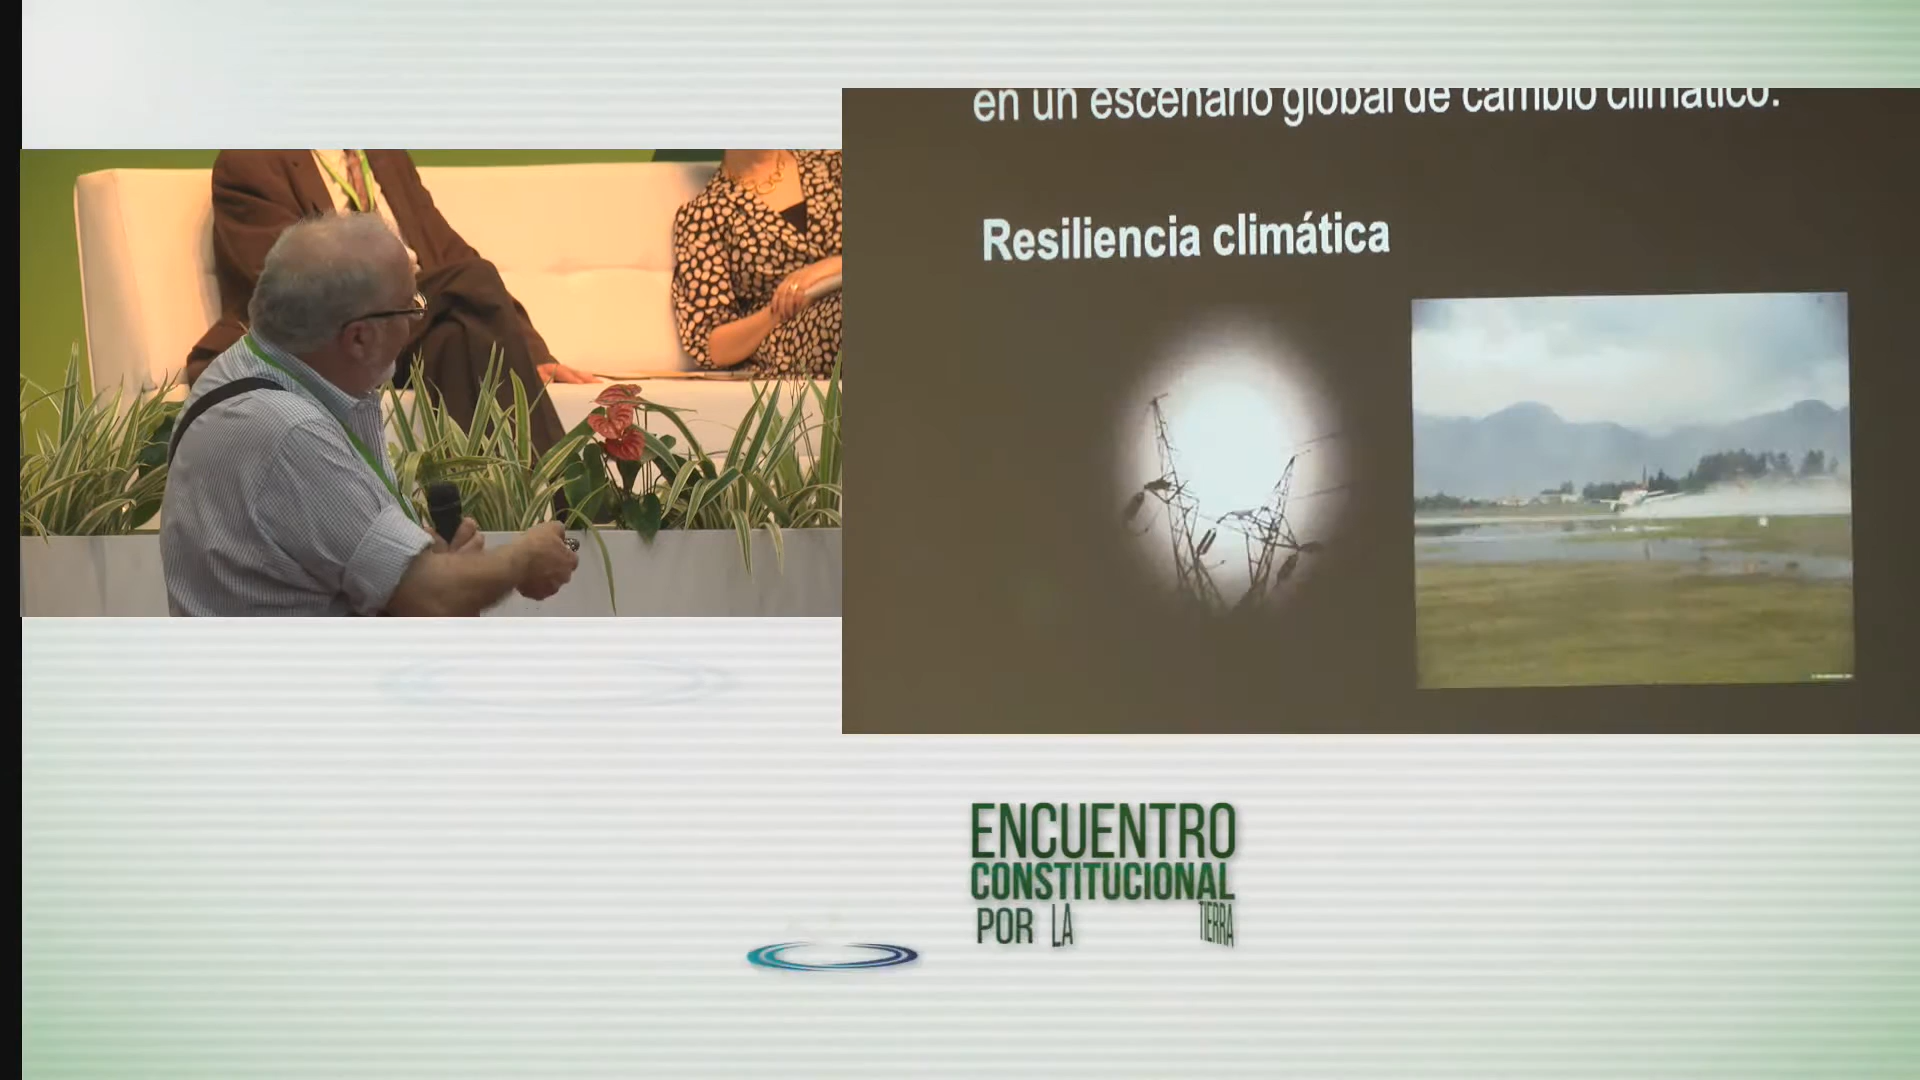 en un escenario global de cambio climático.
Resiliencia climática
ENCUENTRO
CONSTITUCIONAL
POR LA TIERRA